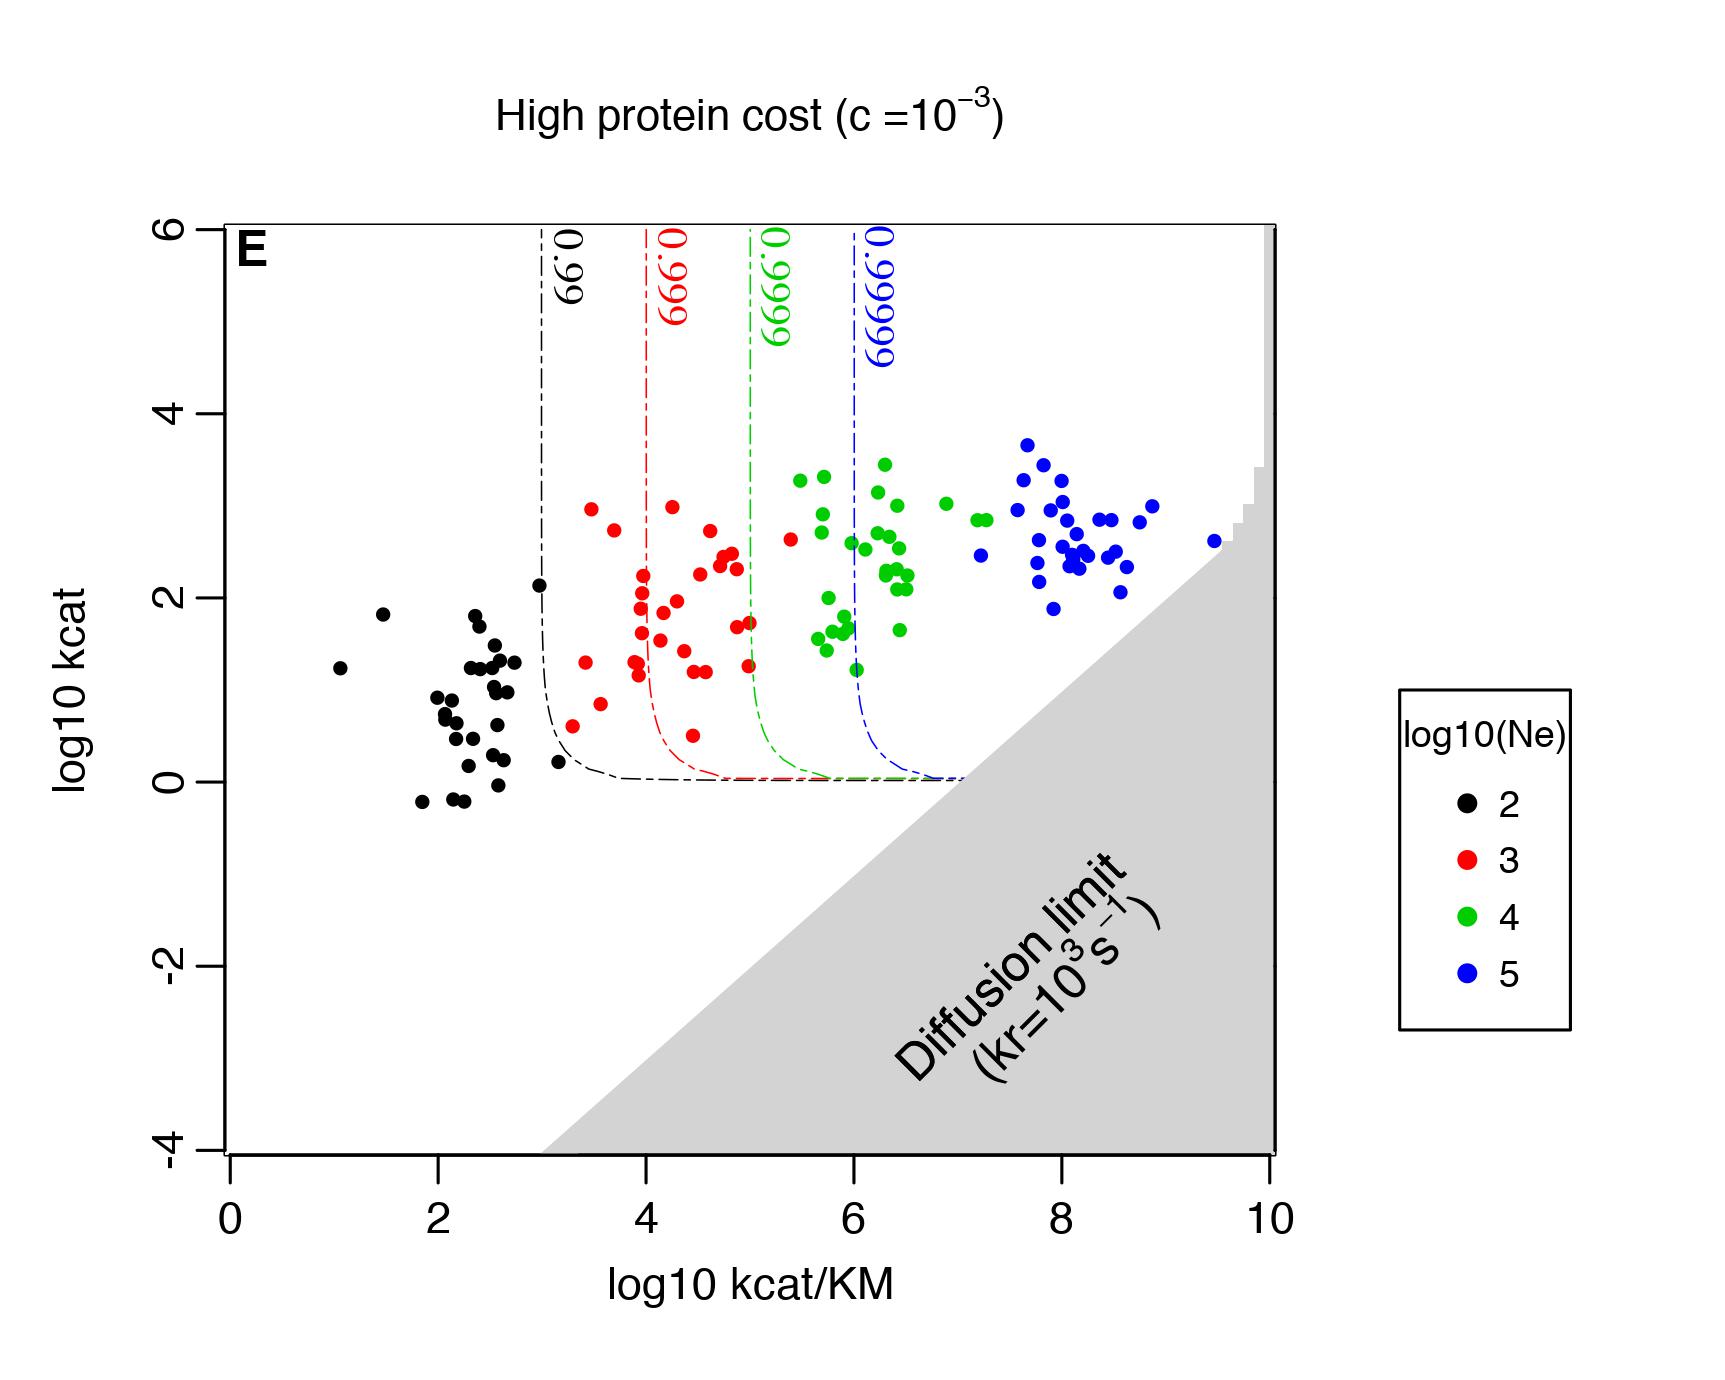 High protein cost (c =10⁻³)
E
0.99
0.999
0.9999
0.99999
6
4
2
0
-2
-4
log10 kcat
Diffusion limit
(kr=10³s⁻¹)
0 2 4 6 8 10
log10 kcat/KM
log10(Ne)
2
3
4
5